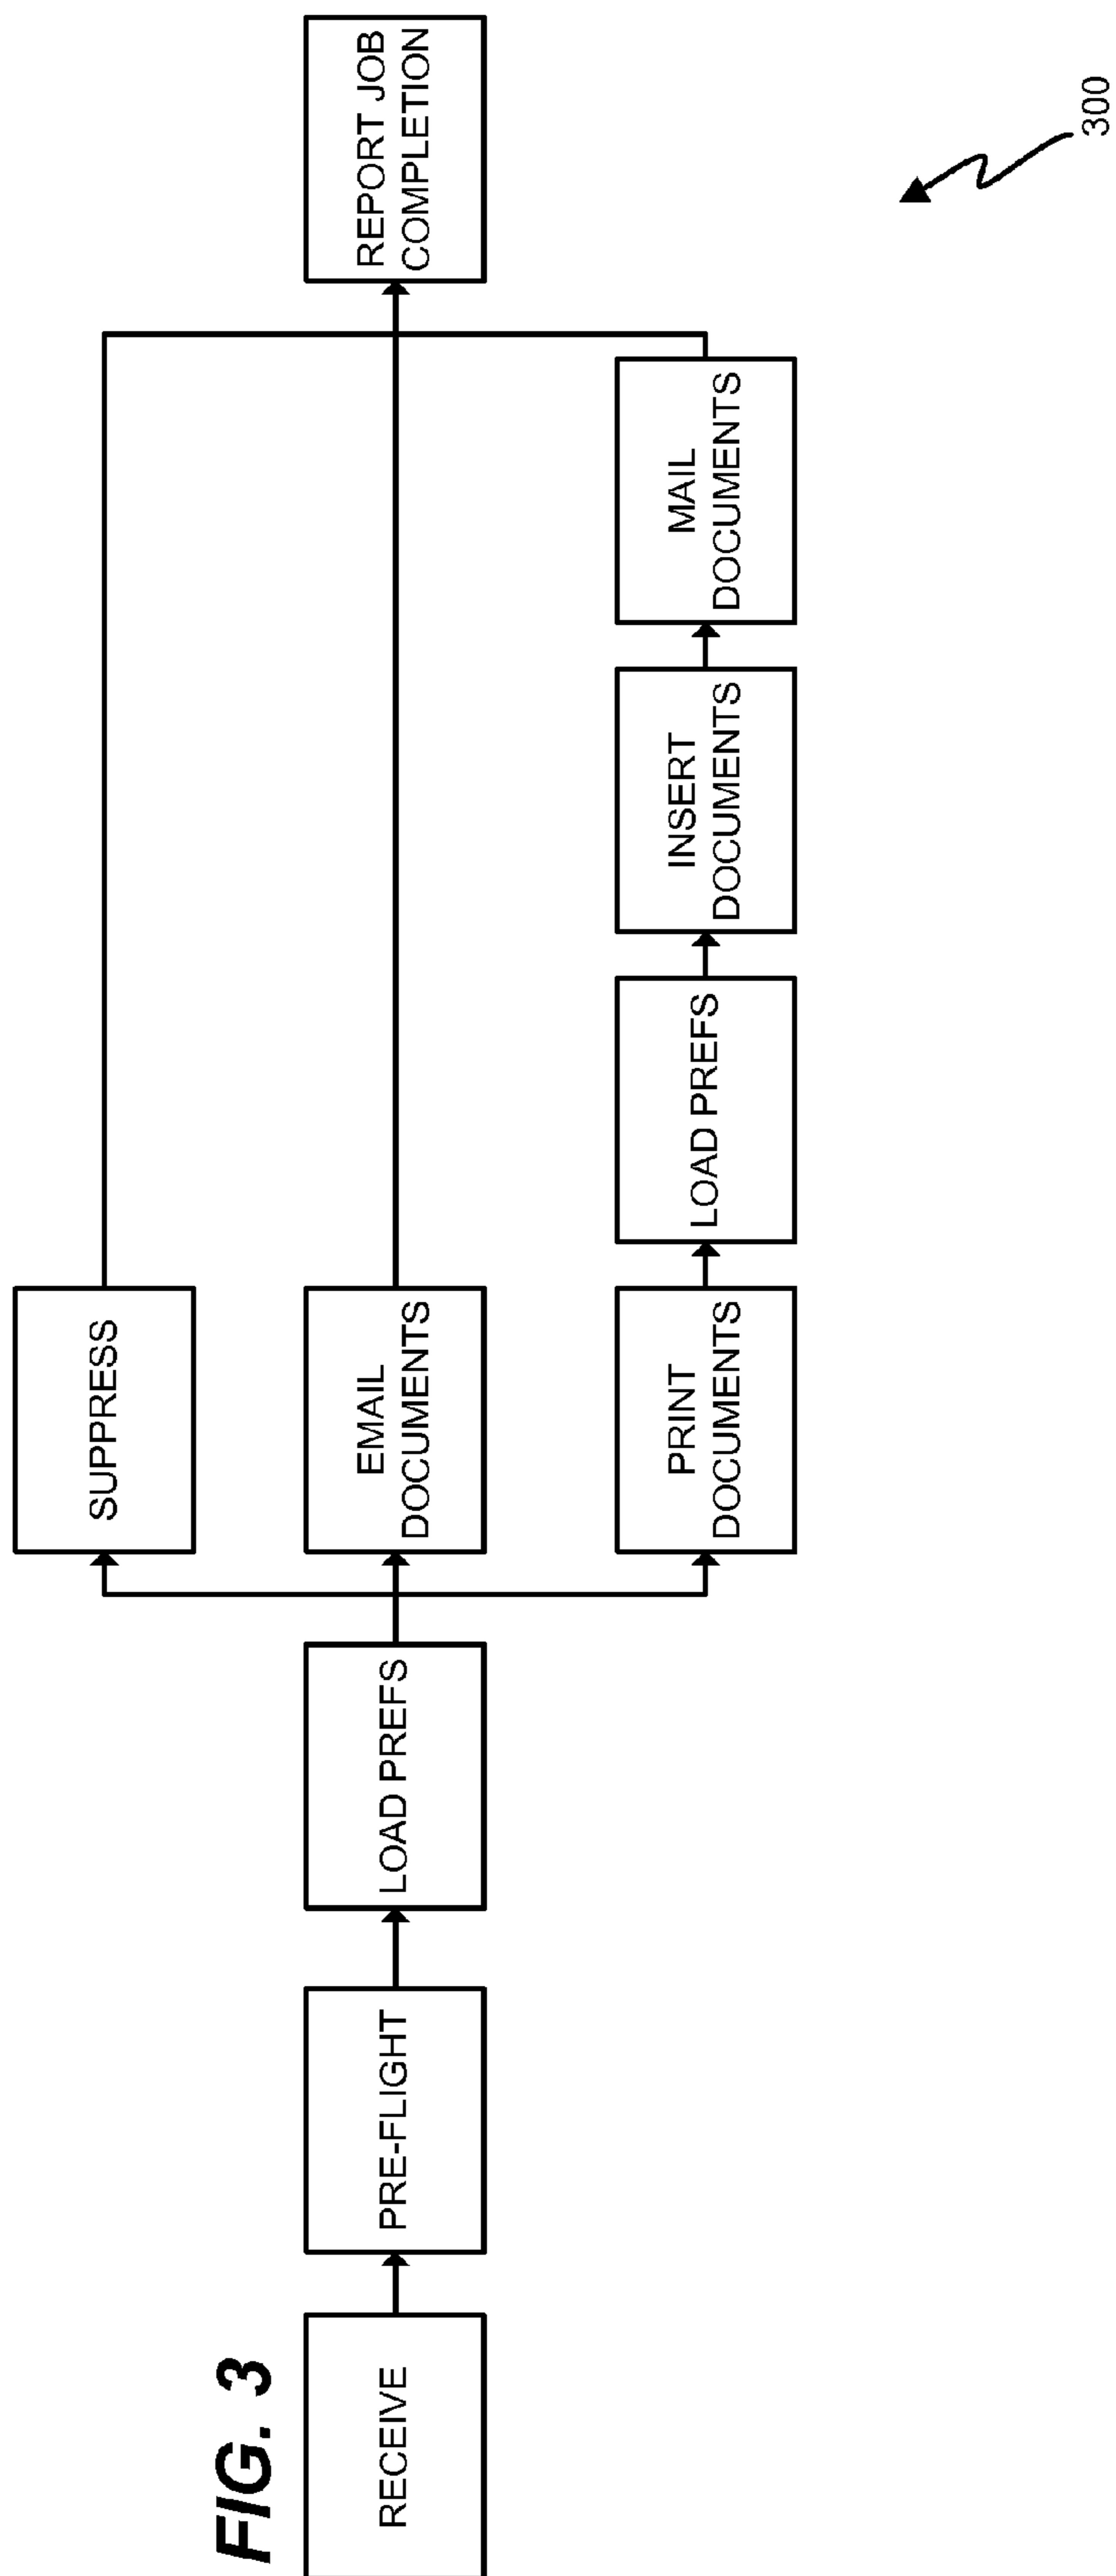 FIG. 3
RECEIVE
PRE-FLIGHT
LOAD PREFS
SUPPRESS
EMAIL
DOCUMENTS
PRINT
DOCUMENTS
LOAD PREFS
INSERT
DOCUMENTS
MAIL
DOCUMENTS
REPORT JOB
COMPLETION
300